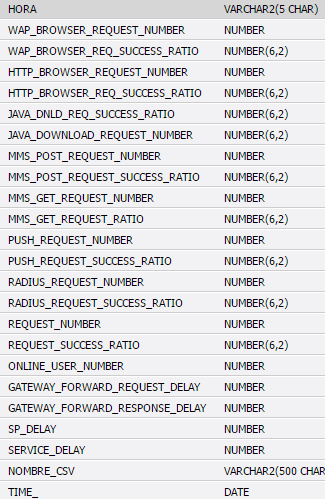 HORA VARCHAR2(5 CHAR)
WAP_BROWSER_REQUEST_NUMBER NUMBER
WAP_BROWSER_REQ_SUCCESS_RATIO NUMBER(6,2)
HTTP_BROWSER_REQUEST_NUMBER NUMBER
HTTP_BROWSER_REQ_SUCCESS_RATIO NUMBER(6,2)
JAVA_DNLD_REQ_SUCCESS_RATIO NUMBER(6,2)
JAVA_DOWNLOAD_REQUEST_NUMBER NUMBER(6,2)
MMS_POST_REQUEST_NUMBER NUMBER
MMS_POST_REQUEST_SUCCESS_RATIO NUMBER(6,2)
MMS_GET_REQUEST_NUMBER NUMBER
MMS_GET_REQUEST_RATIO NUMBER(6,2)
PUSH_REQUEST_NUMBER NUMBER
PUSH_REQUEST_SUCCESS_RATIO NUMBER(6,2)
RADIUS_REQUEST_NUMBER NUMBER
RADIUS_REQUEST_SUCCESS_RATIO NUMBER(6,2)
REQUEST_NUMBER NUMBER
REQUEST_SUCCESS_RATIO NUMBER(6,2)
ONLINE_USER_NUMBER NUMBER
GATEWAY_FORWARD_REQUEST_DELAY NUMBER
GATEWAY_FORWARD_RESPONSE_DELAY NUMBER
SP_DELAY NUMBER
SERVICE_DELAY NUMBER
NOMBRE_CSV VARCHAR2(500 CHAR
TIME_ DATE